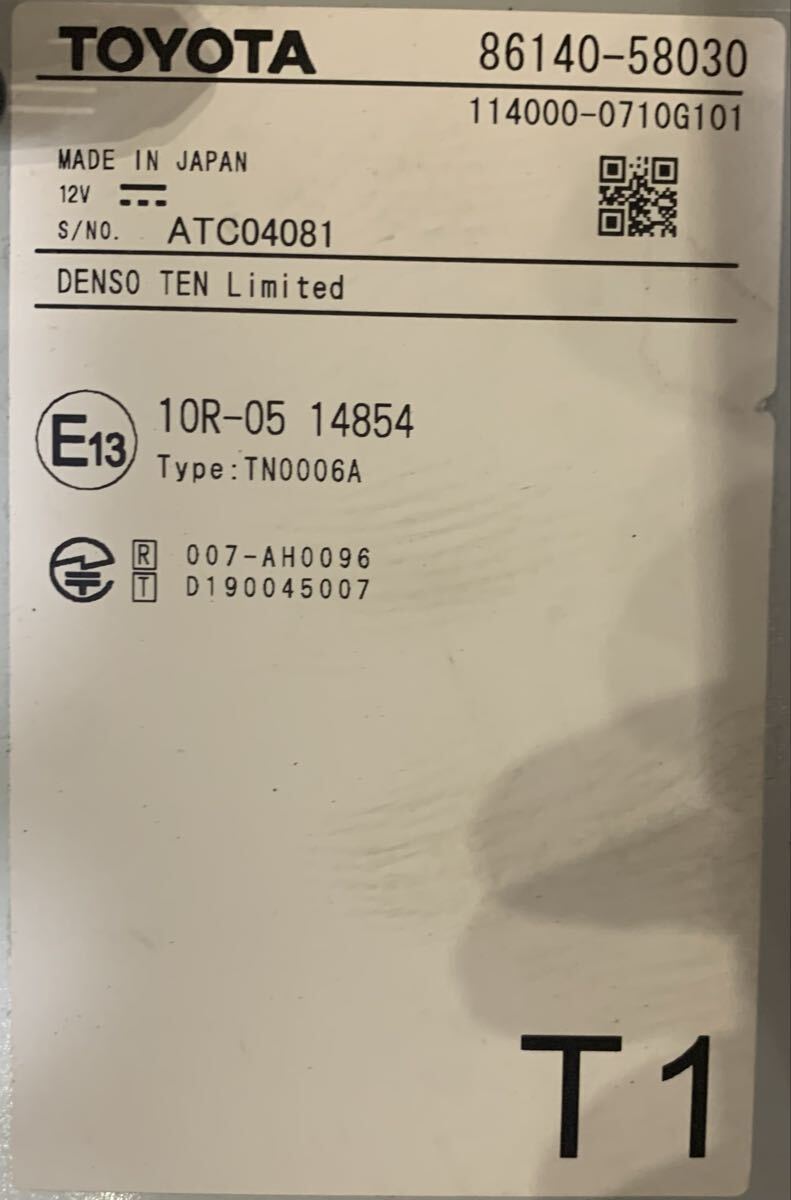 TOYOTA 86140-58030
114000-0710G101
MADE IN JAPAN
12V
S/NO. ATC04081
DENSO TEN Limited
E13 10R-05 14854
Type:TN0006A
R 007-AH0096
T D190045007
T1